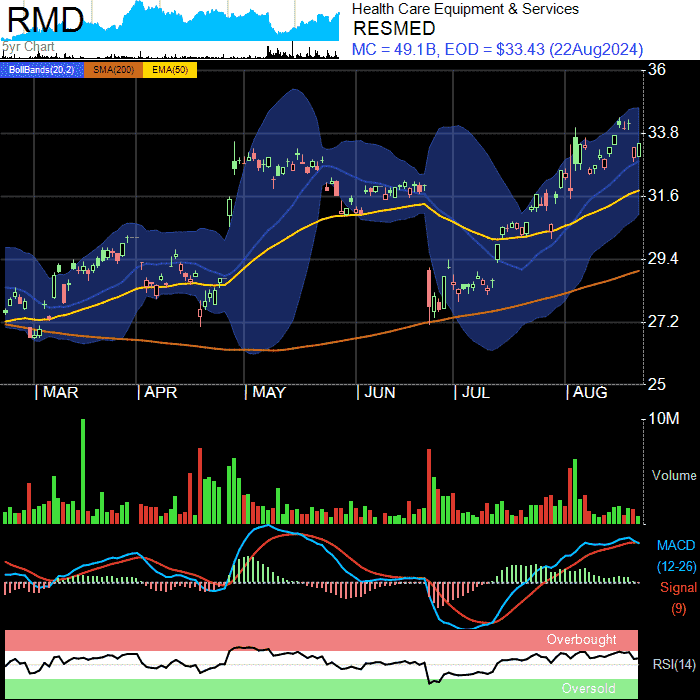 RMD
5yr Chart
Health Care Equipment & Services
RESMED
MC = 49.1B, EOD = $33.43 (22Aug2024)
BollBands(20,2) SMA(200) EMA(50)
36
33.8
31.6
29.4
27.2
25
| MAR | APR | MAY | JUN | JUL | AUG
10M
Volume
MACD
(12-26)
Signal
(9)
Overbought
RSI(14)
Oversold